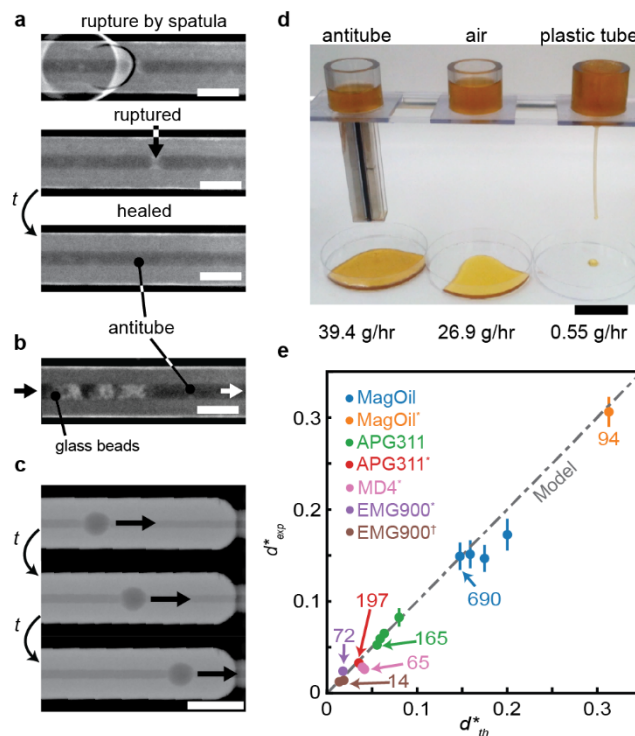 a
rupture by spatula
ruptured
t
healed
antitube
b
glass beads
c
t
t
d
antitube air plastic tube
39.4 g/hr 26.9 g/hr 0.55 g/hr
e
MagOil
MagOil*
APG311
APG311*
MD4*
EMG900*
EMG900†
94
Model
690
197
165
72
65
14
0.3
0.2
0.1
0
d*exp
0 0.1 0.2 0.3
d*th